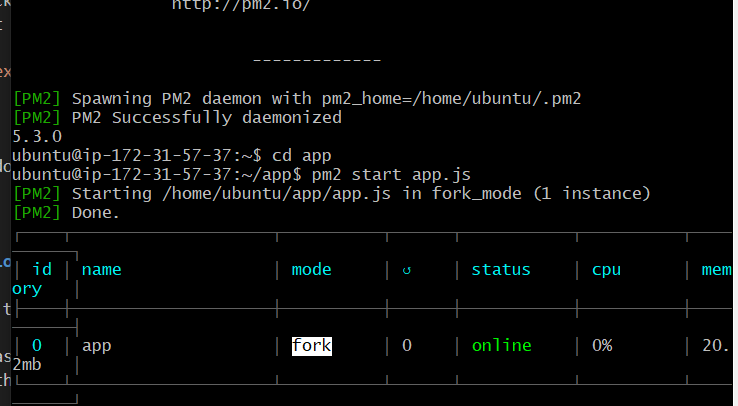 http://pm2.io/
-------------
[PM2] Spawning PM2 daemon with pm2_home=/home/ubuntu/.pm2
[PM2] PM2 Successfully daemonized
5.3.0
ubuntu@ip-172-31-57-37:~$ cd app
ubuntu@ip-172-31-57-37:~/app$ pm2 start app.js
[PM2] Starting /home/ubuntu/app/app.js in fork_mode (1 instance)
[PM2] Done.
│ id │ name │ mode │ ↺ │ status │ cpu │ mem
ory │
│ 0 │ app │ fork │ 0 │ online │ 0% │ 20.
2mb │